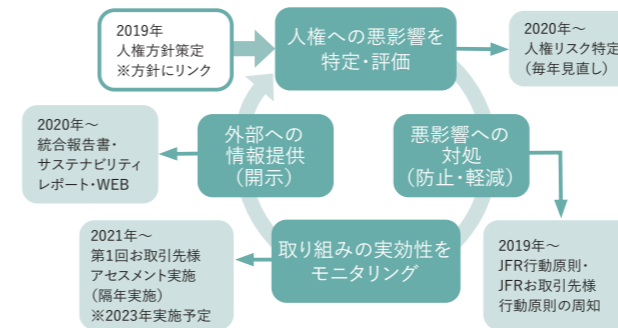 2019年
人権方針策定
※方針にリンク
人権への悪影響を
特定・評価
2020年～
人権リスク特定
(毎年見直し)
悪影響への
対処
(防止・軽減)
2019年～
JFR行動原則・
JFRお取引先様
行動原則の周知
取り組みの実効性を
モニタリング
2021年～
第1回お取引先様
アセスメント実施
(隔年実施)
※2023年実施予定
外部への
情報提供
(開示)
2020年～
統合報告書・
サステナビリティ
レポート・WEB